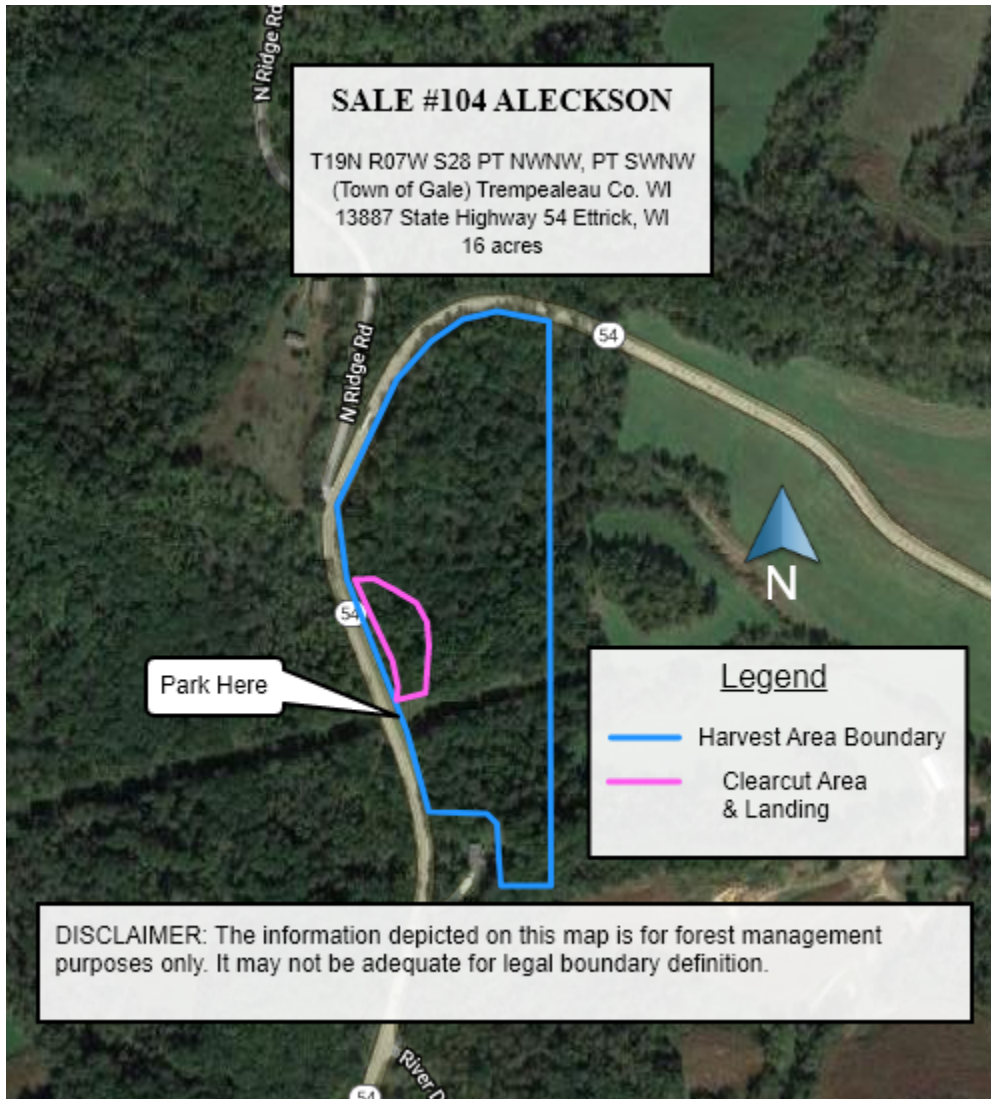 N Ridge Rd
SALE #104 ALECKSON
T19N R07W S28 PT NWNW, PT SWNW
(Town of Gale) Trempealeau Co. WI
13887 State Highway 54 Ettrick, WI
16 acres
54
N Ridge Rd
N
54
Park Here
Legend
Harvest Area Boundary
Clearcut Area
& Landing
DISCLAIMER: The information depicted on this map is for forest management
purposes only. It may not be adequate for legal boundary definition.
River D
54